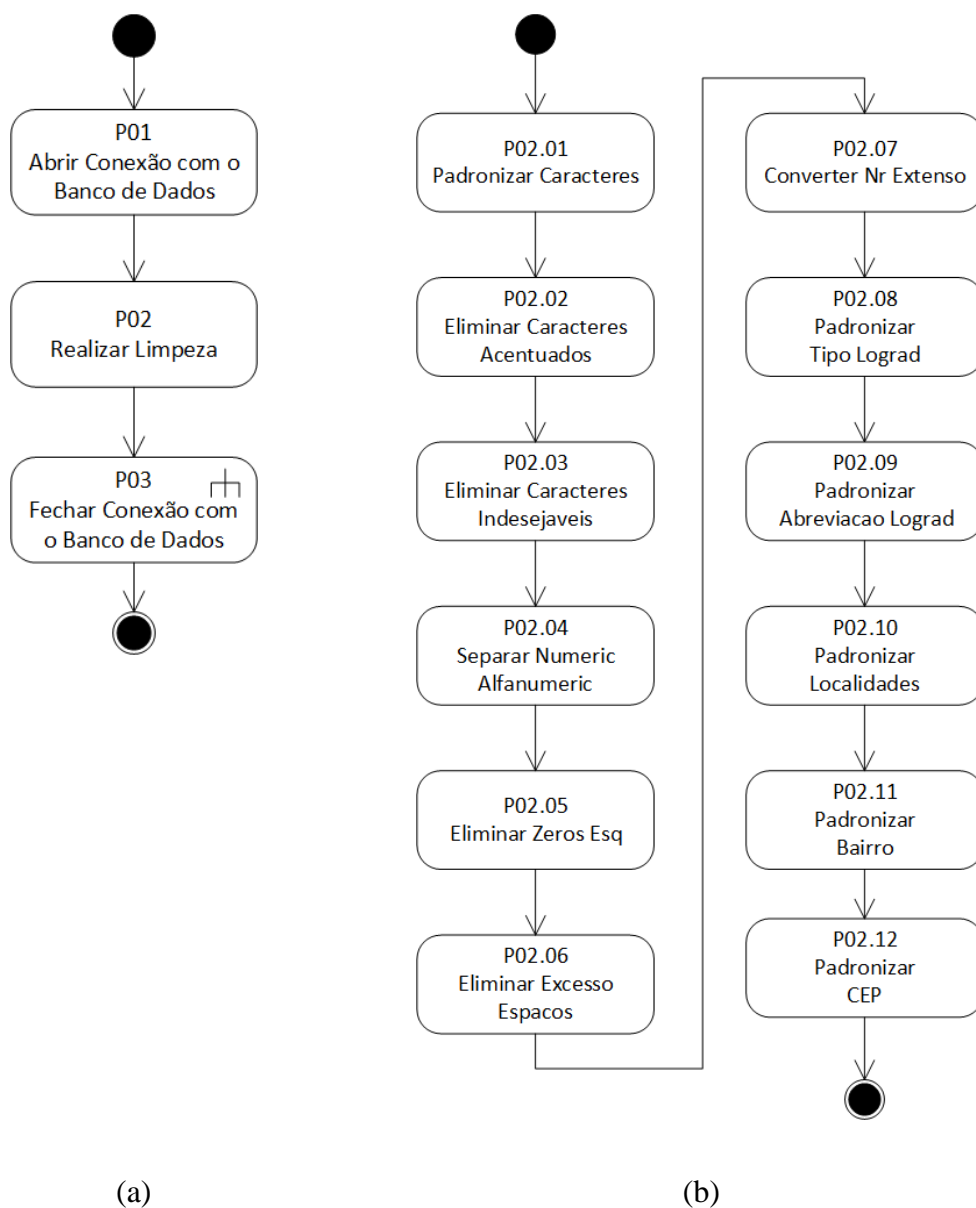 P01
Abrir Conexão com o
Banco de Dados
P02
Realizar Limpeza
P03
Fechar Conexão com
o Banco de Dados
(a)
P02.01
Padronizar Caracteres
P02.02
Eliminar Caracteres
Acentuados
P02.03
Eliminar Caracteres
Indesejaveis
P02.04
Separar Numeric
Alfanumeric
P02.05
Eliminar Zeros Esq
P02.06
Eliminar Excesso
Espacos
P02.07
Converter Nr Extenso
P02.08
Padronizar
Tipo Lograd
P02.09
Padronizar
Abreviacao Lograd
P02.10
Padronizar
Localidades
P02.11
Padronizar
Bairro
P02.12
Padronizar
CEP
(b)